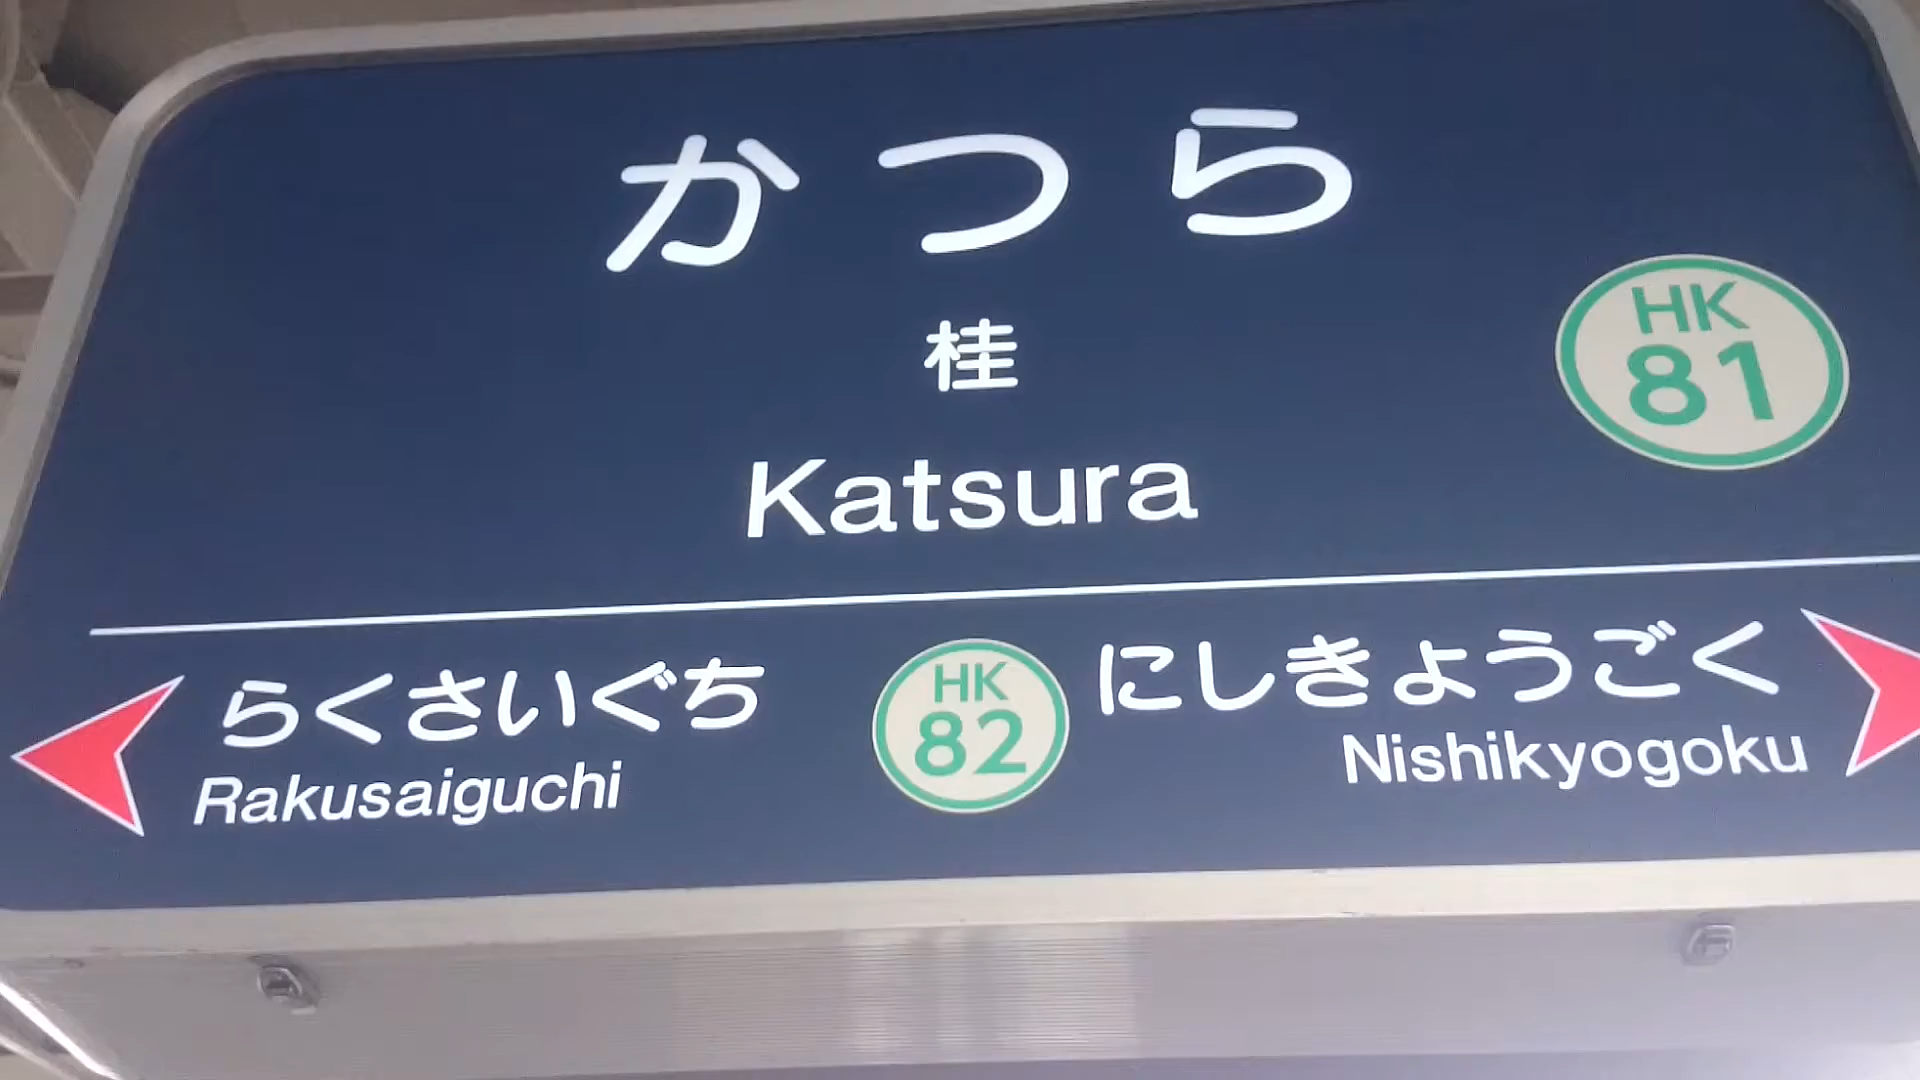 かつら
桂
Katsura
HK
81
らくさいぐち
Rakusaiguchi
HK
82
にしきょうごく
Nishikyogoku